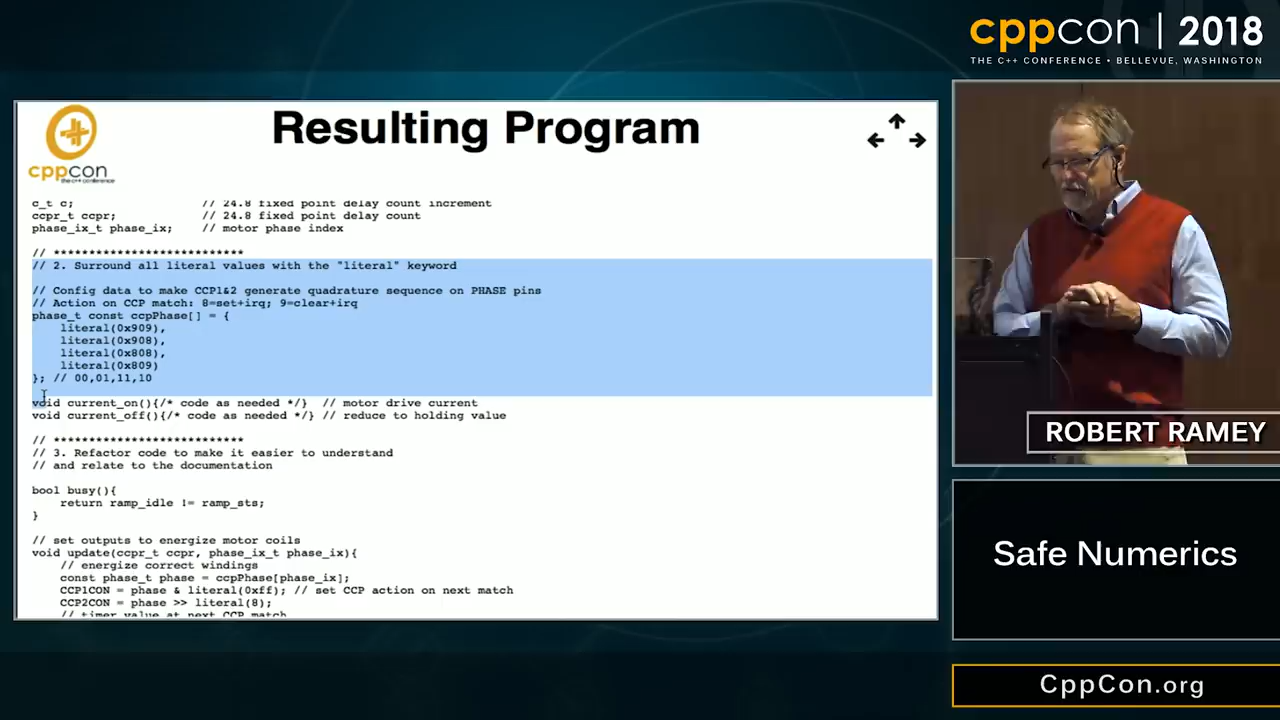 cppcon | 2018
THE C++ CONFERENCE • BELLEVUE, WASHINGTON
cppcon
the c++ conference
Resulting Program
c_t c; // 24.8 fixed point delay count increment
ccpr_t ccpr; // 24.8 fixed point delay count
phase_ix_t phase_ix; // motor phase index
// ***************************
// 2. Surround all literal values with the "literal" keyword
// Config data to make CCP1&2 generate quadrature sequence on PHASE pins
// Action on CCP match: 8=set+irq; 9=clear+irq
phase_t const ccpPhase[] = {
literal(0x909),
literal(0x908),
literal(0x808),
literal(0x809)
}; // 00,01,11,10
void current_on(){/* code as needed */} // motor drive current
void current_off(){/* code as needed */} // reduce to holding value
// ***************************
// 3. Refactor code to make it easier to understand
// and relate to the documentation
bool busy(){
return ramp_idle != ramp_sts;
}
// set outputs to energize motor coils
void update(ccpr_t ccpr, phase_ix_t phase_ix){
// energize correct windings
const phase_t phase = ccpPhase[phase_ix];
CCP1CON = phase & literal(0xff); // set CCP action on next match
CCP2CON = phase >> literal(8);
// timer value at next CCP match
ROBERT RAMEY
Safe Numerics
CppCon.org